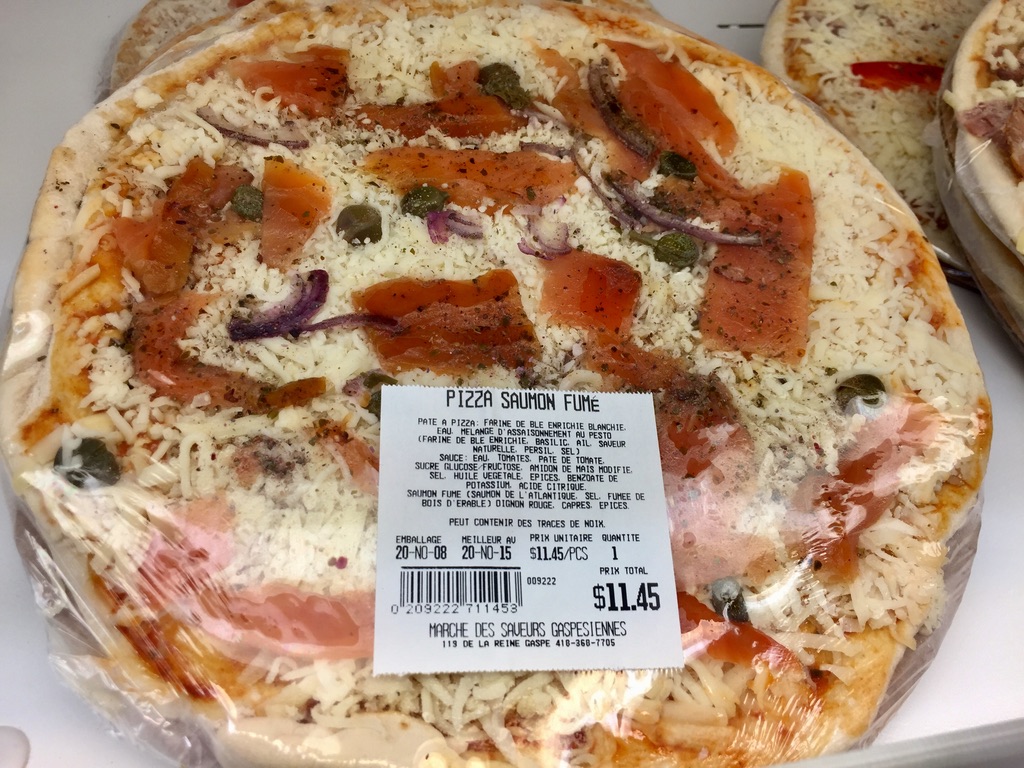 PIZZA SAUMON FUMÉ
PATE A PIZZA: FARINE DE BLE ENRICHIE BLANCHIE,
EAU, MELANGE D'ASSAISONNEMENT AU PESTO
(FARINE DE BLE ENRICHIE, BASILIC, AIL, SAVEUR
NATURELLE, PERSIL, SEL)
SAUCE: EAU, TOMATES, PATE DE TOMATE,
SUCRE GLUCOSE/FRUCTOSE, AMIDON DE MAIS MODIFIE,
SEL, HUILE VEGETALE, EPICES, BENZOATE DE
POTASSIUM, ACIDE CITRIQUE.
SAUMON FUME (SAUMON DE L'ATLANTIQUE, SEL, FUMEE DE
BOIS D'ERABLE) OIGNON ROUGE, CAPRES, EPICES.
PEUT CONTENIR DES TRACES DE NOIX.
EMBALLAGE MEILLEUR AU PRIX UNITAIRE QUANTITE
20-NO-08 20-NO-15 $11.45/PCS 1
PRIX TOTAL
009222
$11.45
0 209222 711453
MARCHE DES SAVEURS GASPESIENNES
119 DE LA REINE GASPE 418-368-7705